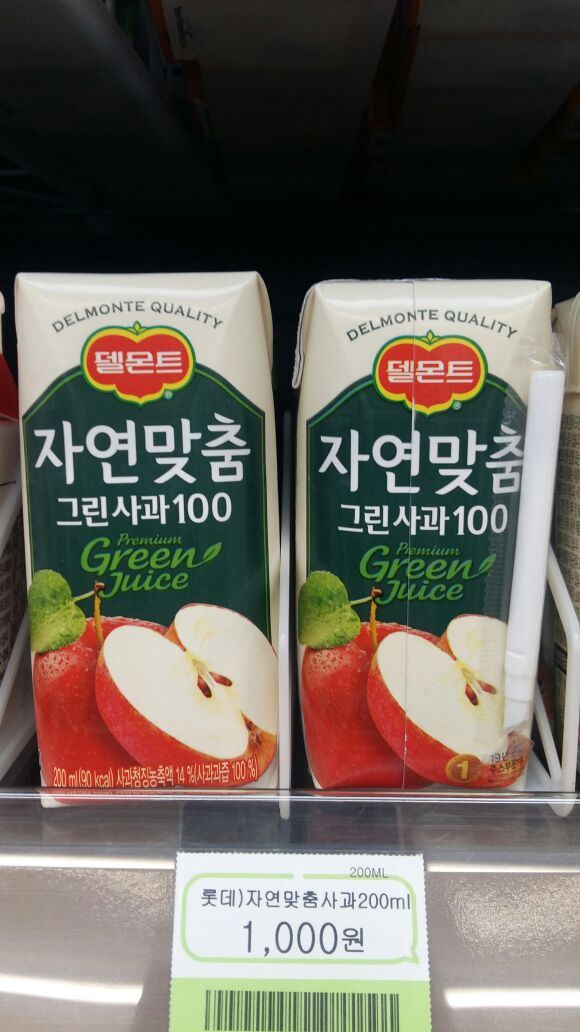 DELMONTE QUALITY
델몬트
®
자연맞춤
그린사과100
Premium
Green
Juice
200 ml(90 kcal) 사과청징농축액 14 %(사과과즙 100 %)
DELMONTE QUALITY
델몬트
®
자연맞춤
그린사과100
Premium
Green
Juice
1
200ML
롯데)자연맞춤사과200ml
1,000원